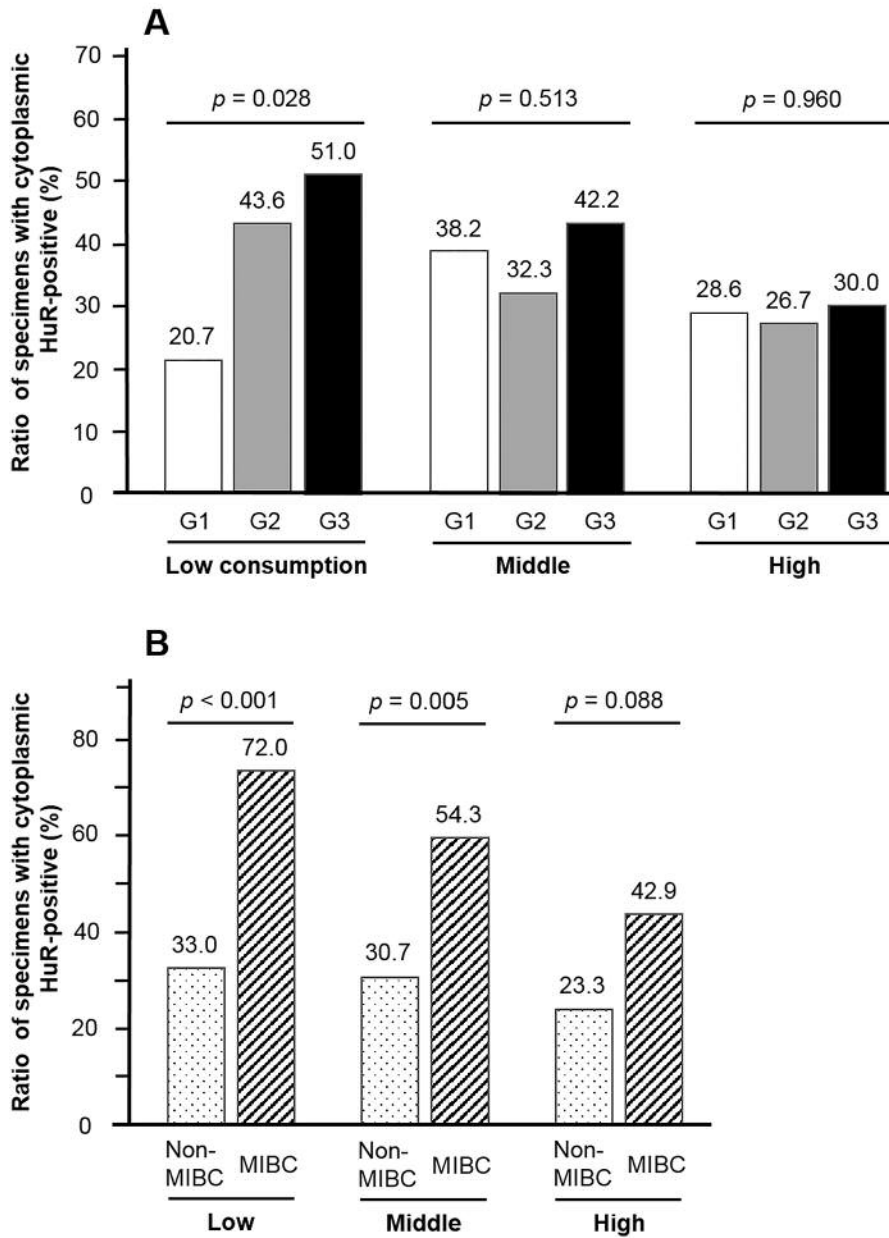 A
Ratio of specimens with cytoplasmic
HuR-positive (%)
70
60
50
40
30
20
10
0
p = 0.028
p = 0.513
p = 0.960
20.7
43.6
51.0
38.2
32.3
42.2
28.6
26.7
30.0
G1 G2 G3 G1 G2 G3 G1 G2 G3
Low consumption Middle High
B
Ratio of specimens with cytoplasmic
HuR-positive (%)
80
60
40
20
0
p < 0.001
p = 0.005
p = 0.088
33.0
72.0
30.7
54.3
23.3
42.9
Non-
MIBC
MIBC
Non-
MIBC
MIBC
Non-
MIBC
MIBC
Low Middle High